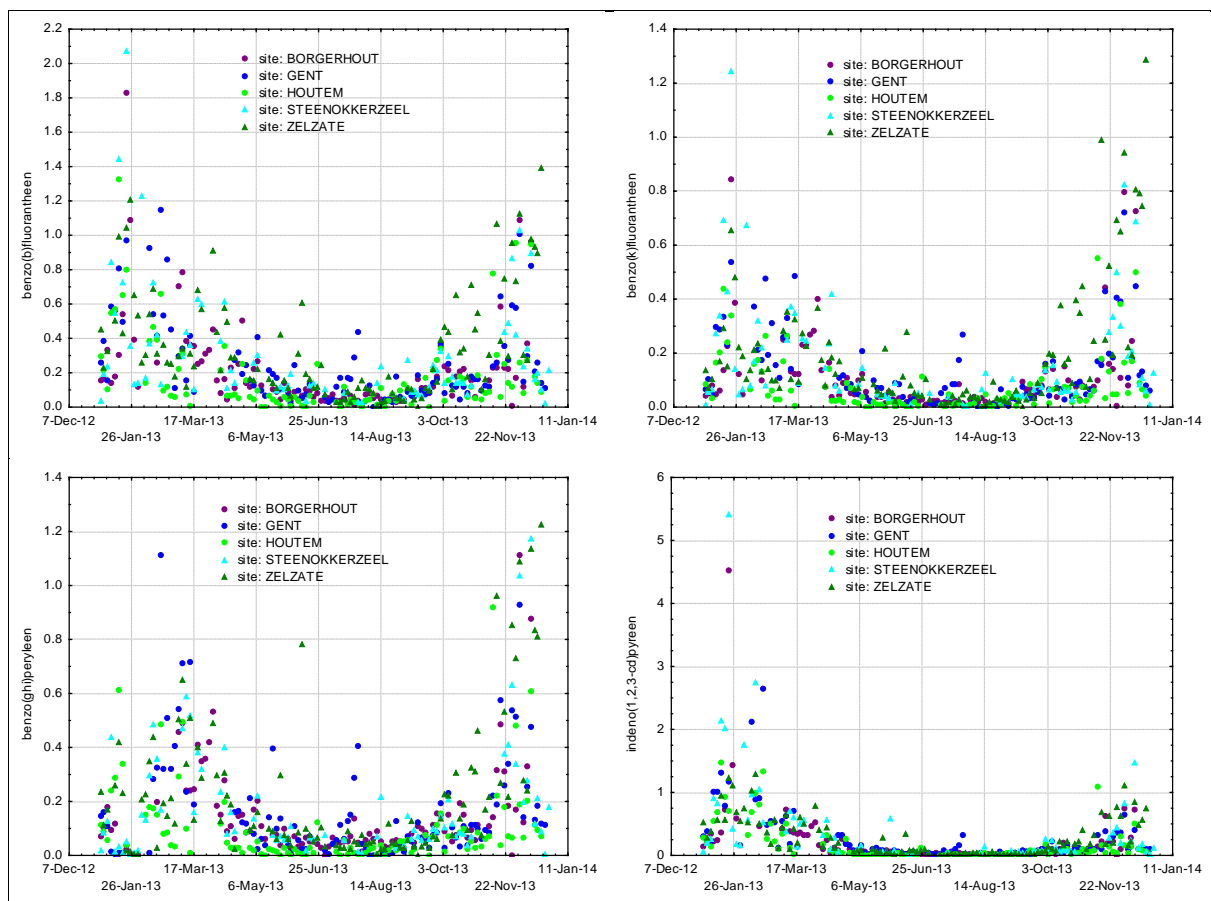 2.2
2.0
1.8
1.6
1.4
1.2
1.0
0.8
0.6
0.4
0.2
0.0
benzo(b)fluorantheen
site: BORGERHOUT
site: GENT
site: HOUTEM
site: STEENOKKERZEEL
site: ZELZATE
7-Dec-12 17-Mar-13 25-Jun-13 3-Oct-13 11-Jan-14
26-Jan-13 6-May-13 14-Aug-13 22-Nov-13
1.4
1.2
1.0
0.8
0.6
0.4
0.2
0.0
benzo(k)fluorantheen
site: BORGERHOUT
site: GENT
site: HOUTEM
site: STEENOKKERZEEL
site: ZELZATE
7-Dec-12 17-Mar-13 25-Jun-13 3-Oct-13 11-Jan-14
26-Jan-13 6-May-13 14-Aug-13 22-Nov-13
1.4
1.2
1.0
0.8
0.6
0.4
0.2
0.0
benzo(ghi)peryleen
site: BORGERHOUT
site: GENT
site: HOUTEM
site: STEENOKKERZEEL
site: ZELZATE
7-Dec-12 17-Mar-13 25-Jun-13 3-Oct-13 11-Jan-14
26-Jan-13 6-May-13 14-Aug-13 22-Nov-13
6
5
4
3
2
1
0
indeno(1,2,3-cd)pyreen
site: BORGERHOUT
site: GENT
site: HOUTEM
site: STEENOKKERZEEL
site: ZELZATE
7-Dec-12 17-Mar-13 25-Jun-13 3-Oct-13 11-Jan-14
26-Jan-13 6-May-13 14-Aug-13 22-Nov-13